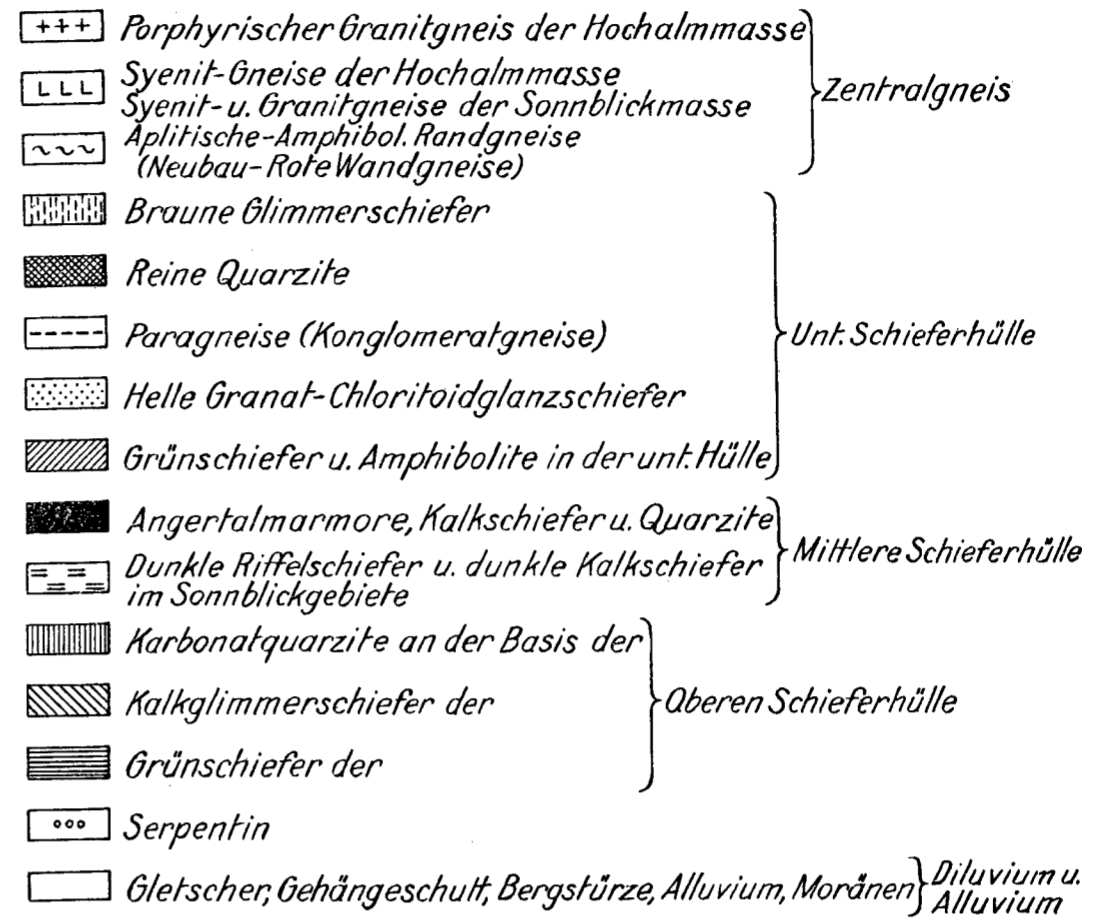 Porphyrischer Granitgneis der Hochalmmasse
Syenit-Gneise der Hochalmmasse
Syenit- u. Granitgneise der Sonnblickmasse
Aplitische-Amphibol. Randgneise
(Neubau-Rote Wandgneise)
Zentralgneis
Braune Glimmerschiefer
Reine Quarzite
Paragneise (Konglomeratgneise)
Helle Granat-Chloritoidglanzschiefer
Grünschiefer u. Amphibolite in der unt. Hülle
Unt. Schieferhülle
Angertalmarmore, Kalkschiefer u. Quarzite
Dunkle Riffelschiefer u. dunkle Kalkschiefer
im Sonnblickgebiete
Mittlere Schieferhülle
Karbonatquarzite an der Basis der
Kalkglimmerschiefer der
Grünschiefer der
Oberen Schieferhülle
Serpentin
Gletscher, Gehängeschutt, Bergstürze, Alluvium, Moränen
Diluvium u.
Alluvium